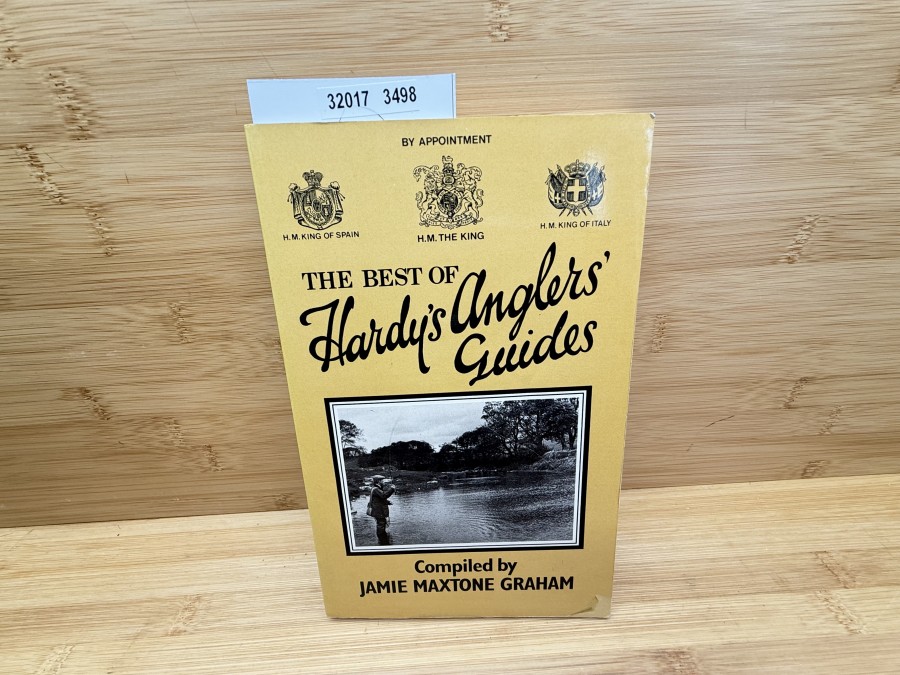 32017 3498
BY APPOINTMENT
H.M. KING OF SPAIN
H.M. THE KING
H.M. KING OF ITALY
THE BEST OF
Hardy's Anglers'
Guides
Compiled by
JAMIE MAXTONE GRAHAM